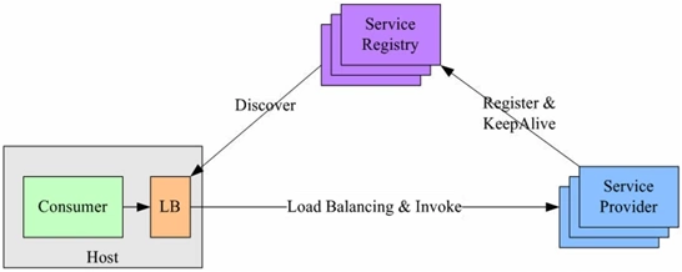 Service
Registry
Discover
Register &
KeepAlive
Consumer
LB
Load Balancing & Invoke
Service
Provider
Host